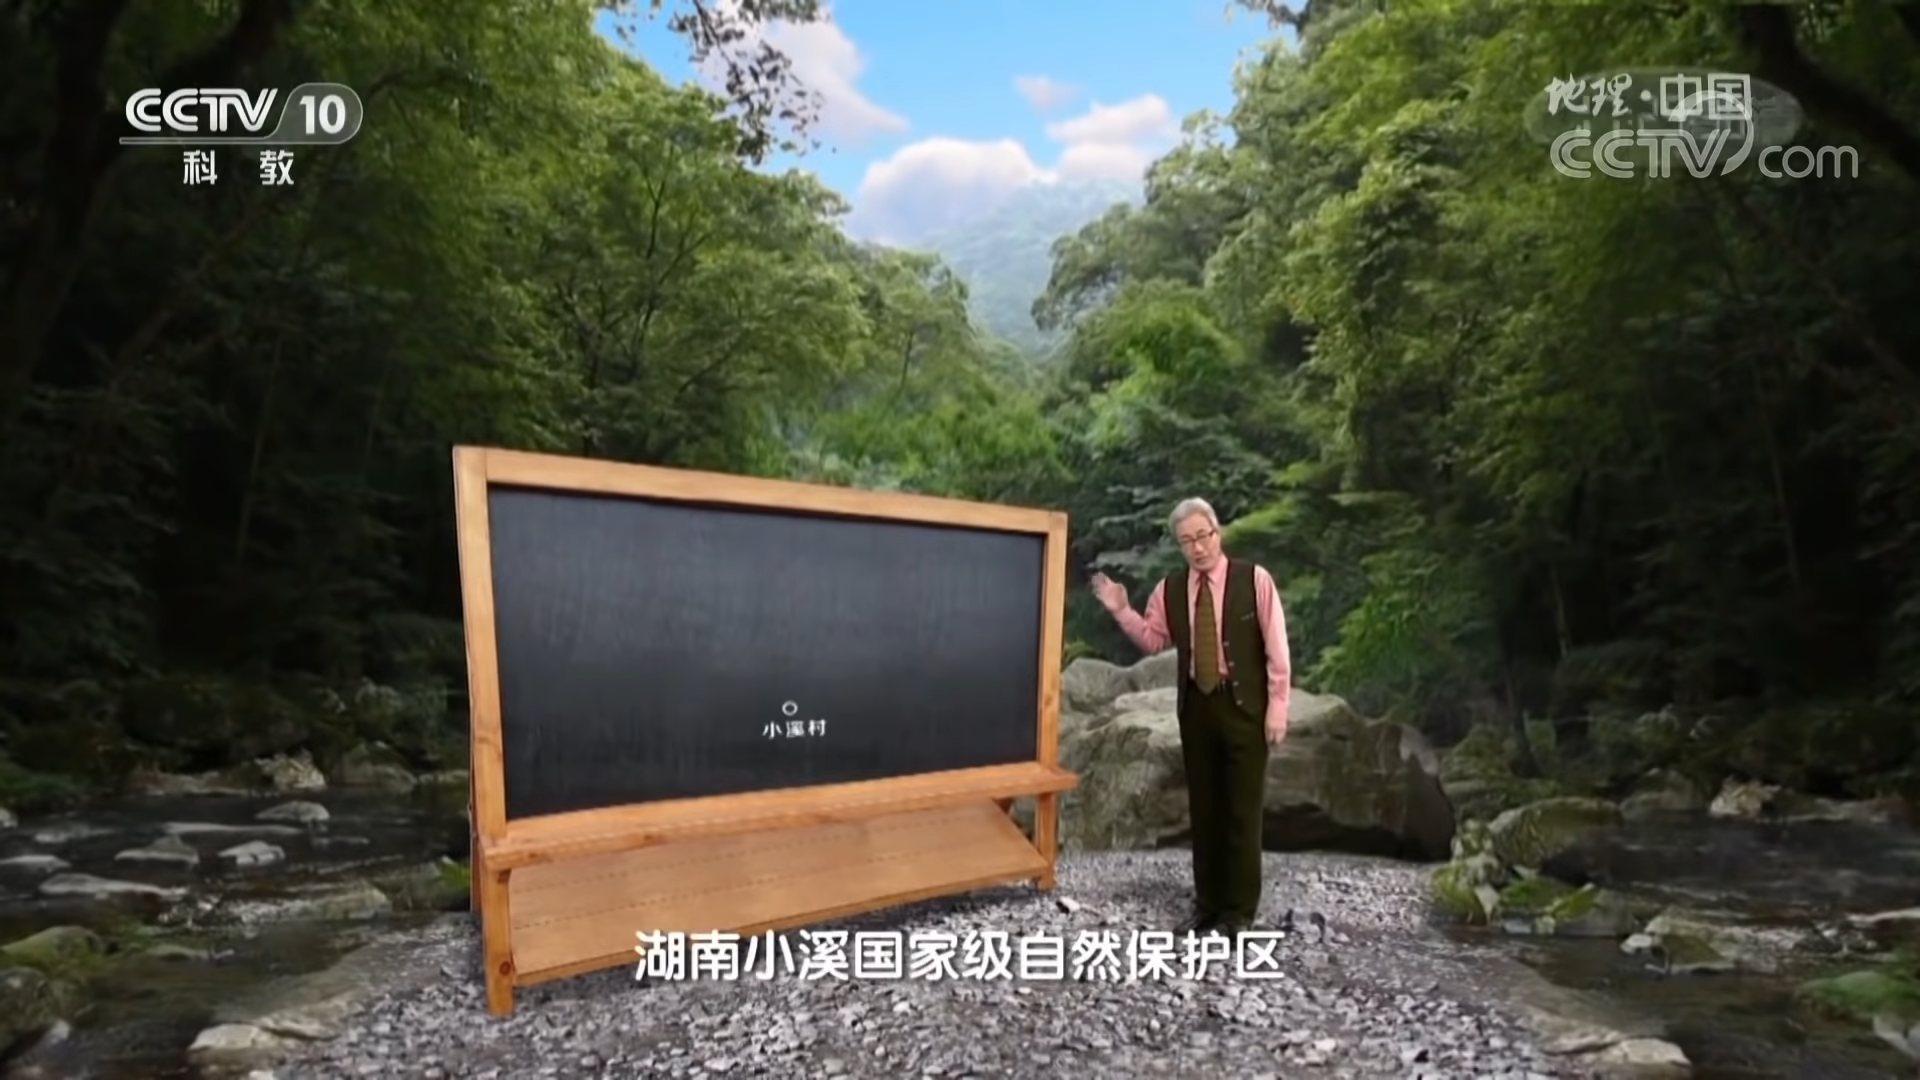 CCTV 10
科 教
地理·中国
CCTV com
小溪村
湖南小溪国家级自然保护区